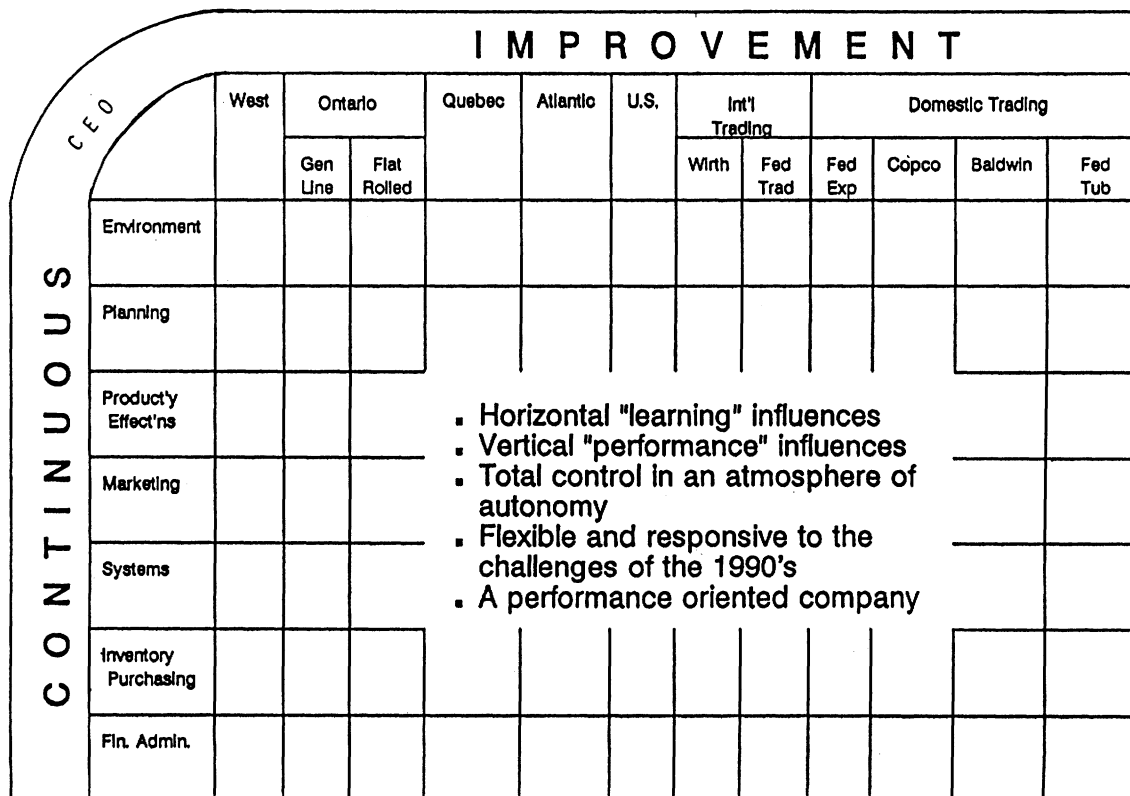 IMPROVEMENT
CEO
CONTINUOUS
West
Ontario
Quebec
Atlantic
U.S.
Int'l
Trading
Domestic Trading
Gen
Line
Flat
Rolled
Wirth
Fed
Trad
Fed
Exp
Copco
Baldwin
Fed
Tub
Environment
Planning
Product'y
Effect'ns
Marketing
Systems
Inventory
Purchasing
Fin. Admin.
▪ Horizontal "learning" influences
▪ Vertical "performance" influences
▪ Total control in an atmosphere of
autonomy
▪ Flexible and responsive to the
challenges of the 1990's
▪ A performance oriented company